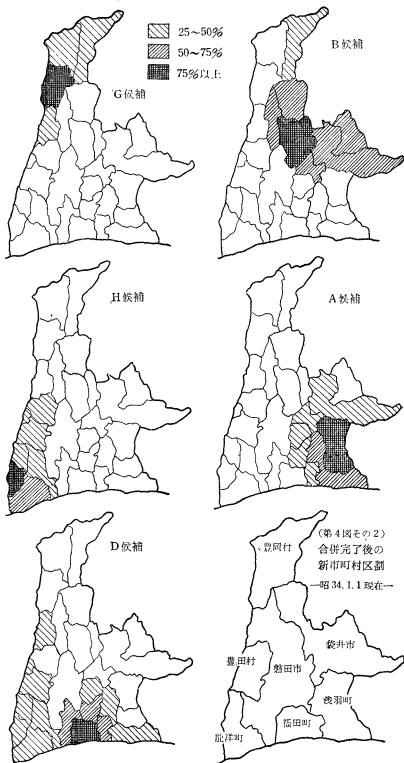 25〜50%
50〜75%
75%以上
G候補
B候補
H候補
A候補
D候補
(第4図その2)
合併完了後の
新市町村区割
―昭34.1.1現在―
豊岡村
袋井市
豊田村
磐田市
浅羽町
福田町
竜洋町